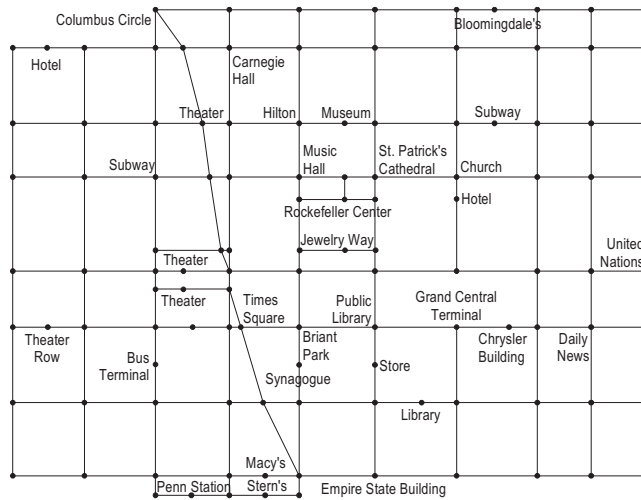 Columbus Circle
Bloomingdale's
Hotel
Carnegie
Hall
Theater
Hilton
Museum
Subway
Subway
Music
Hall
St. Patrick's
Cathedral
Church
Hotel
Rockefeller Center
Jewelry Way
United
Nations
Theater
Theater
Times
Square
Public
Library
Grand Central
Terminal
Theater
Row
Briant
Park
Chrysler
Building
Daily
News
Bus
Terminal
Store
Synagogue
Library
Macy's
Penn Station
Stern's
Empire State Building